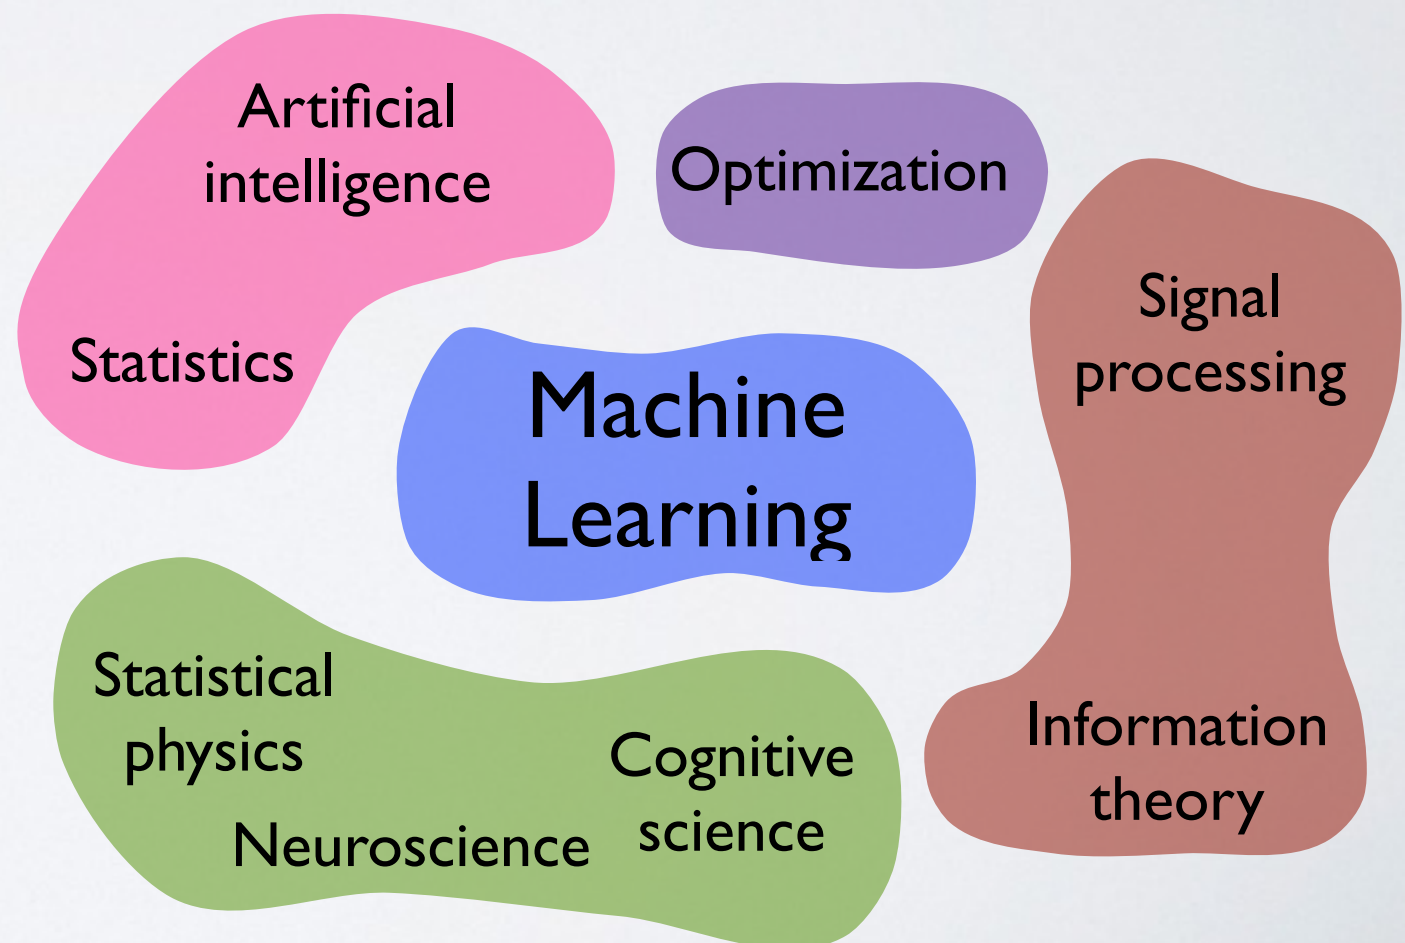 Artificial
intelligence
Statistics
Optimization
Signal
processing
Machine
Learning
Statistical
physics
Neuroscience
Cognitive
science
Information
theory